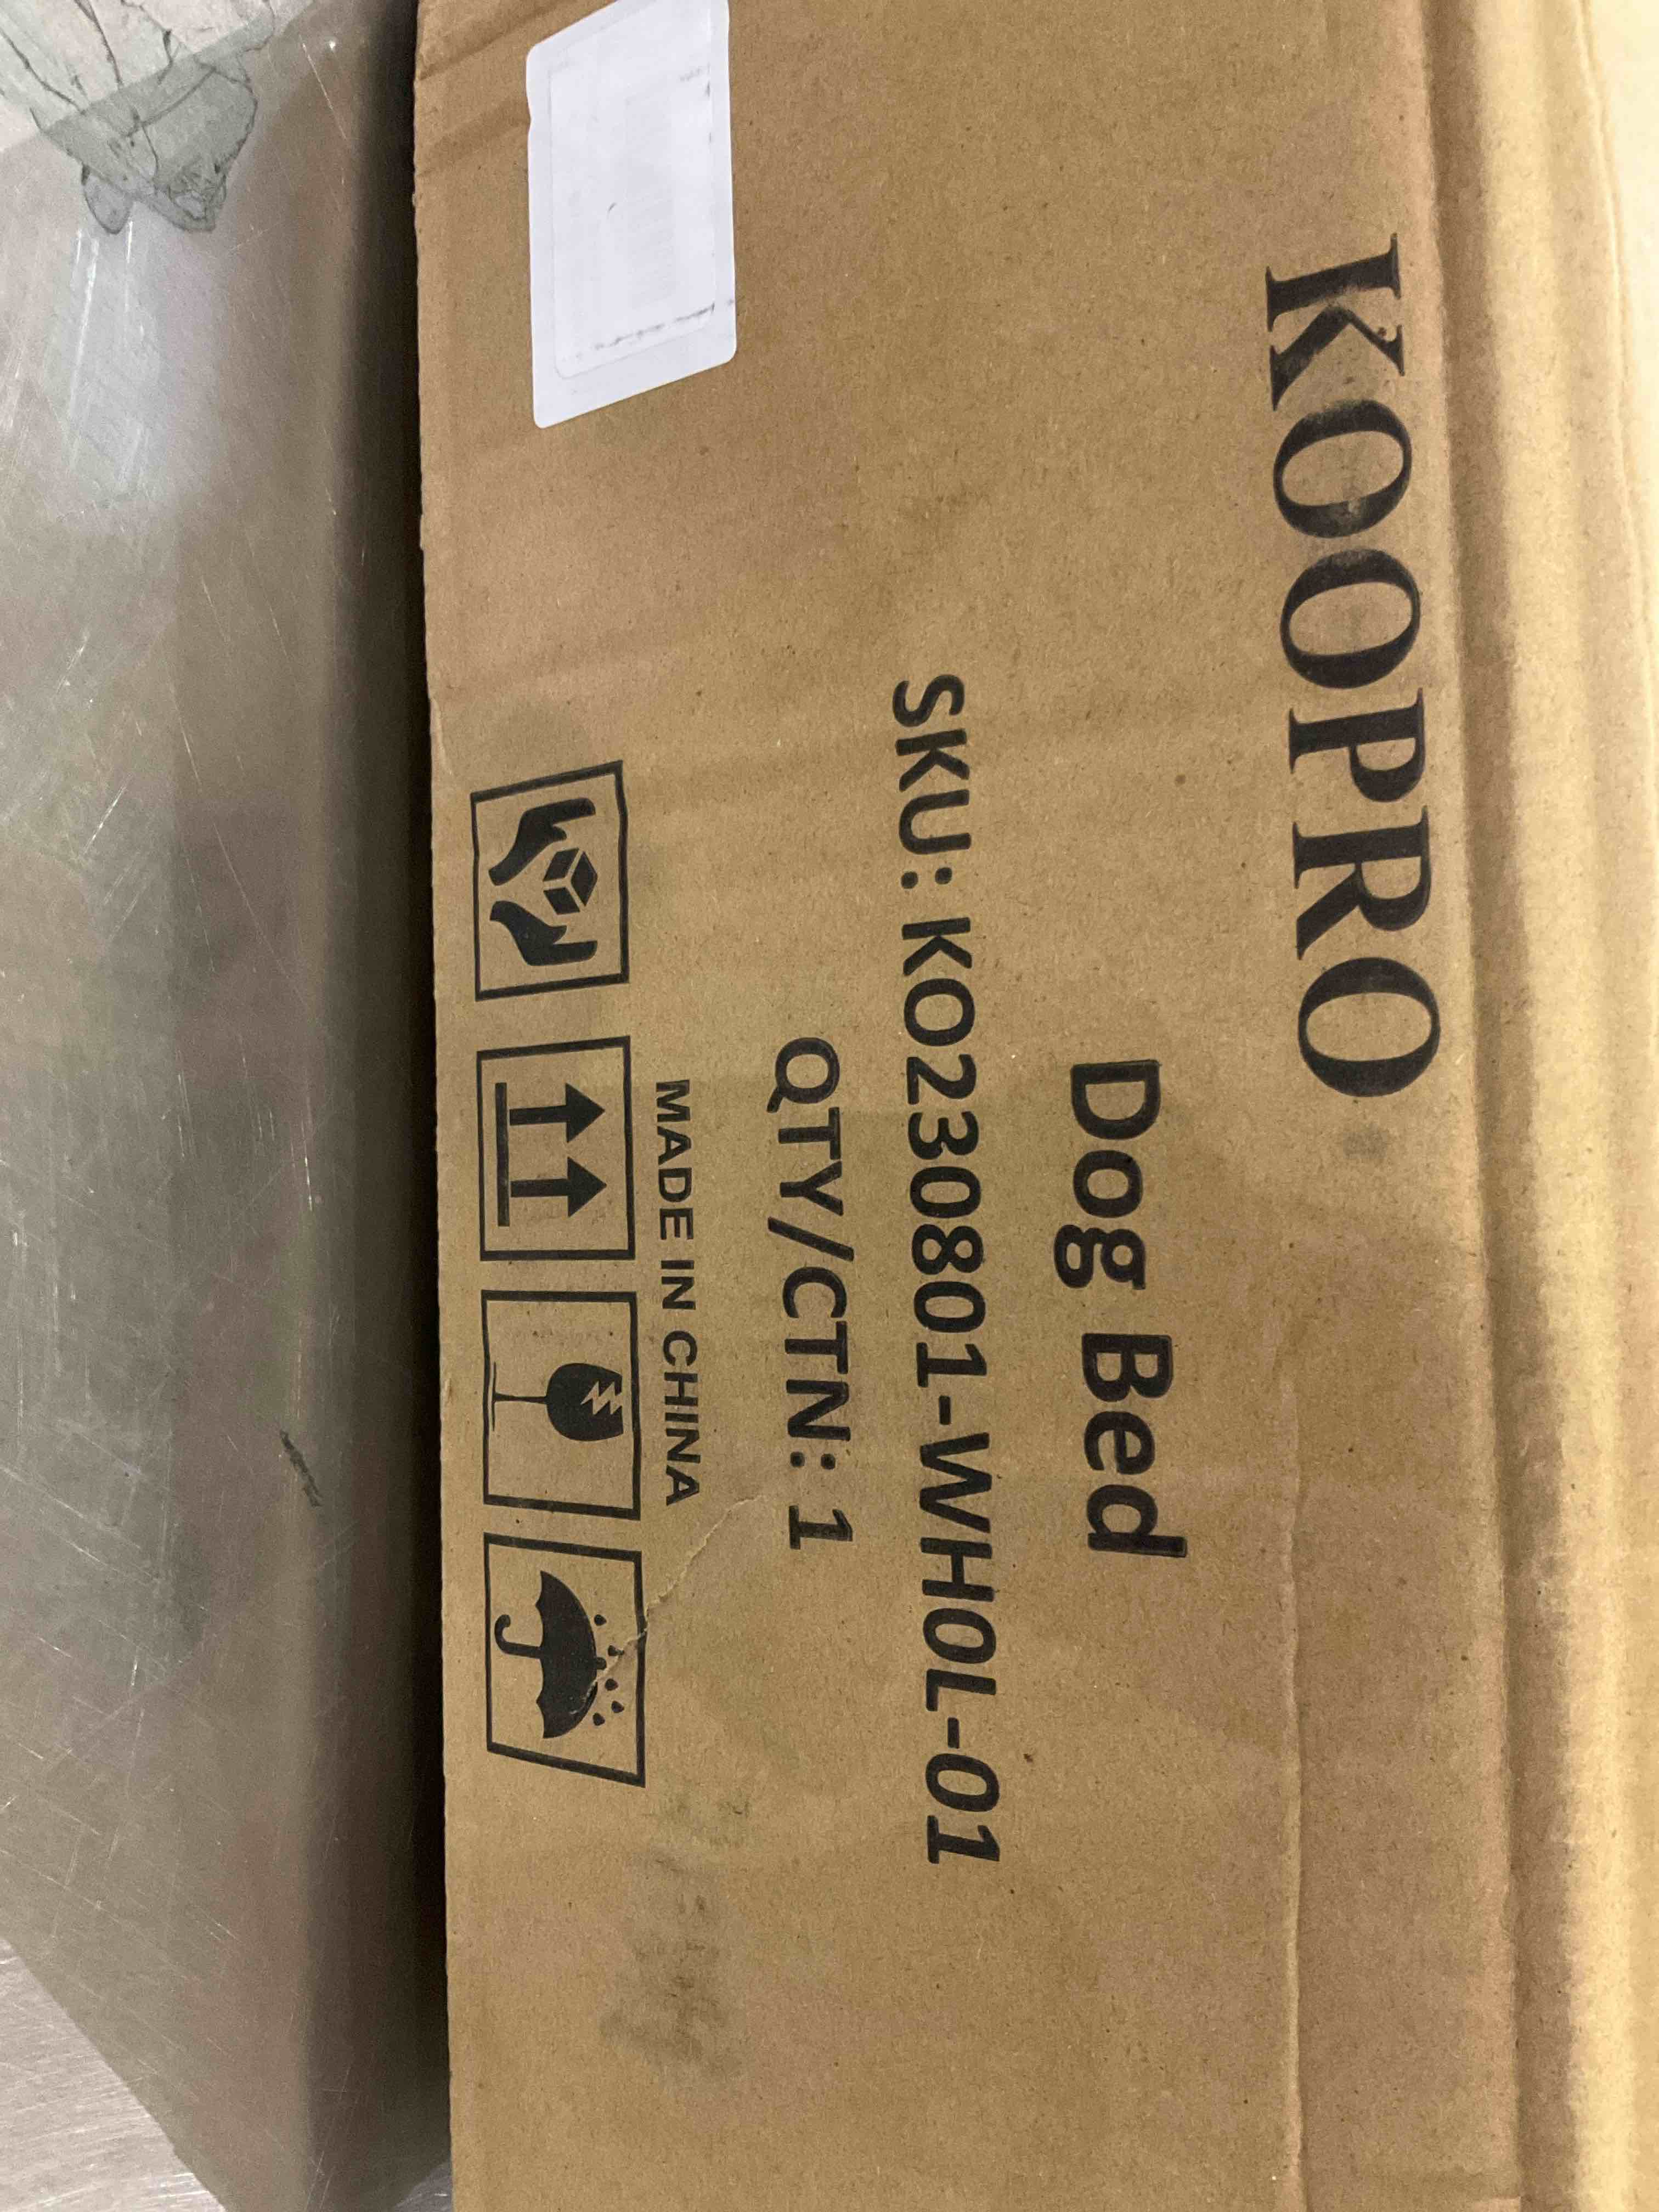 KOOPRO
Dog Bed
SKU: KO230801-WH0L-01
QTY/CTN: 1
MADE IN CHINA